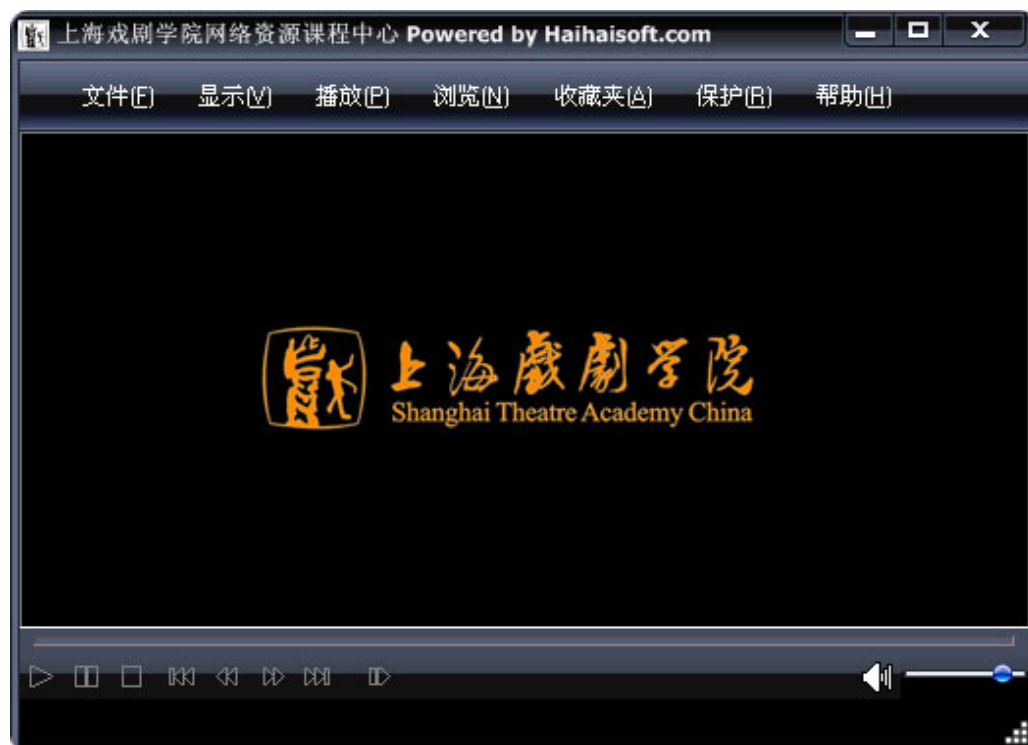 上海戏剧学院网络资源课程中心 Powered by Haihaisoft.com
文件(F) 显示(V) 播放(P) 浏览(N) 收藏夹(A) 保护(R) 帮助(H)
上海戲劇学院
Shanghai Theatre Academy China